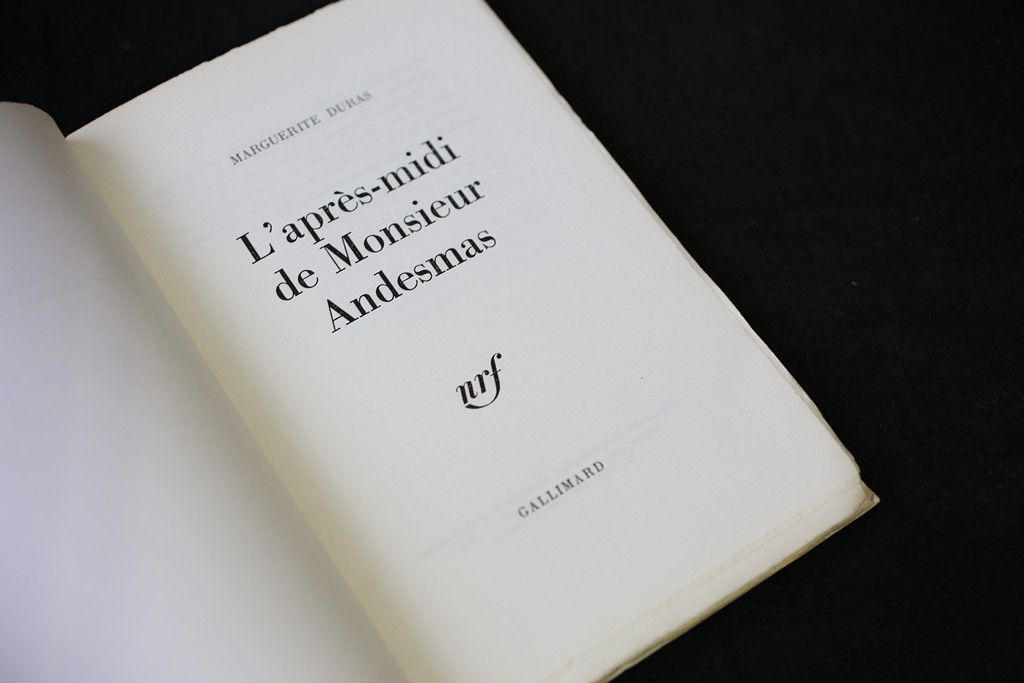 MARGUERITE DURAS
L'après-midi
de Monsieur
Andesmas
nrf
GALLIMARD